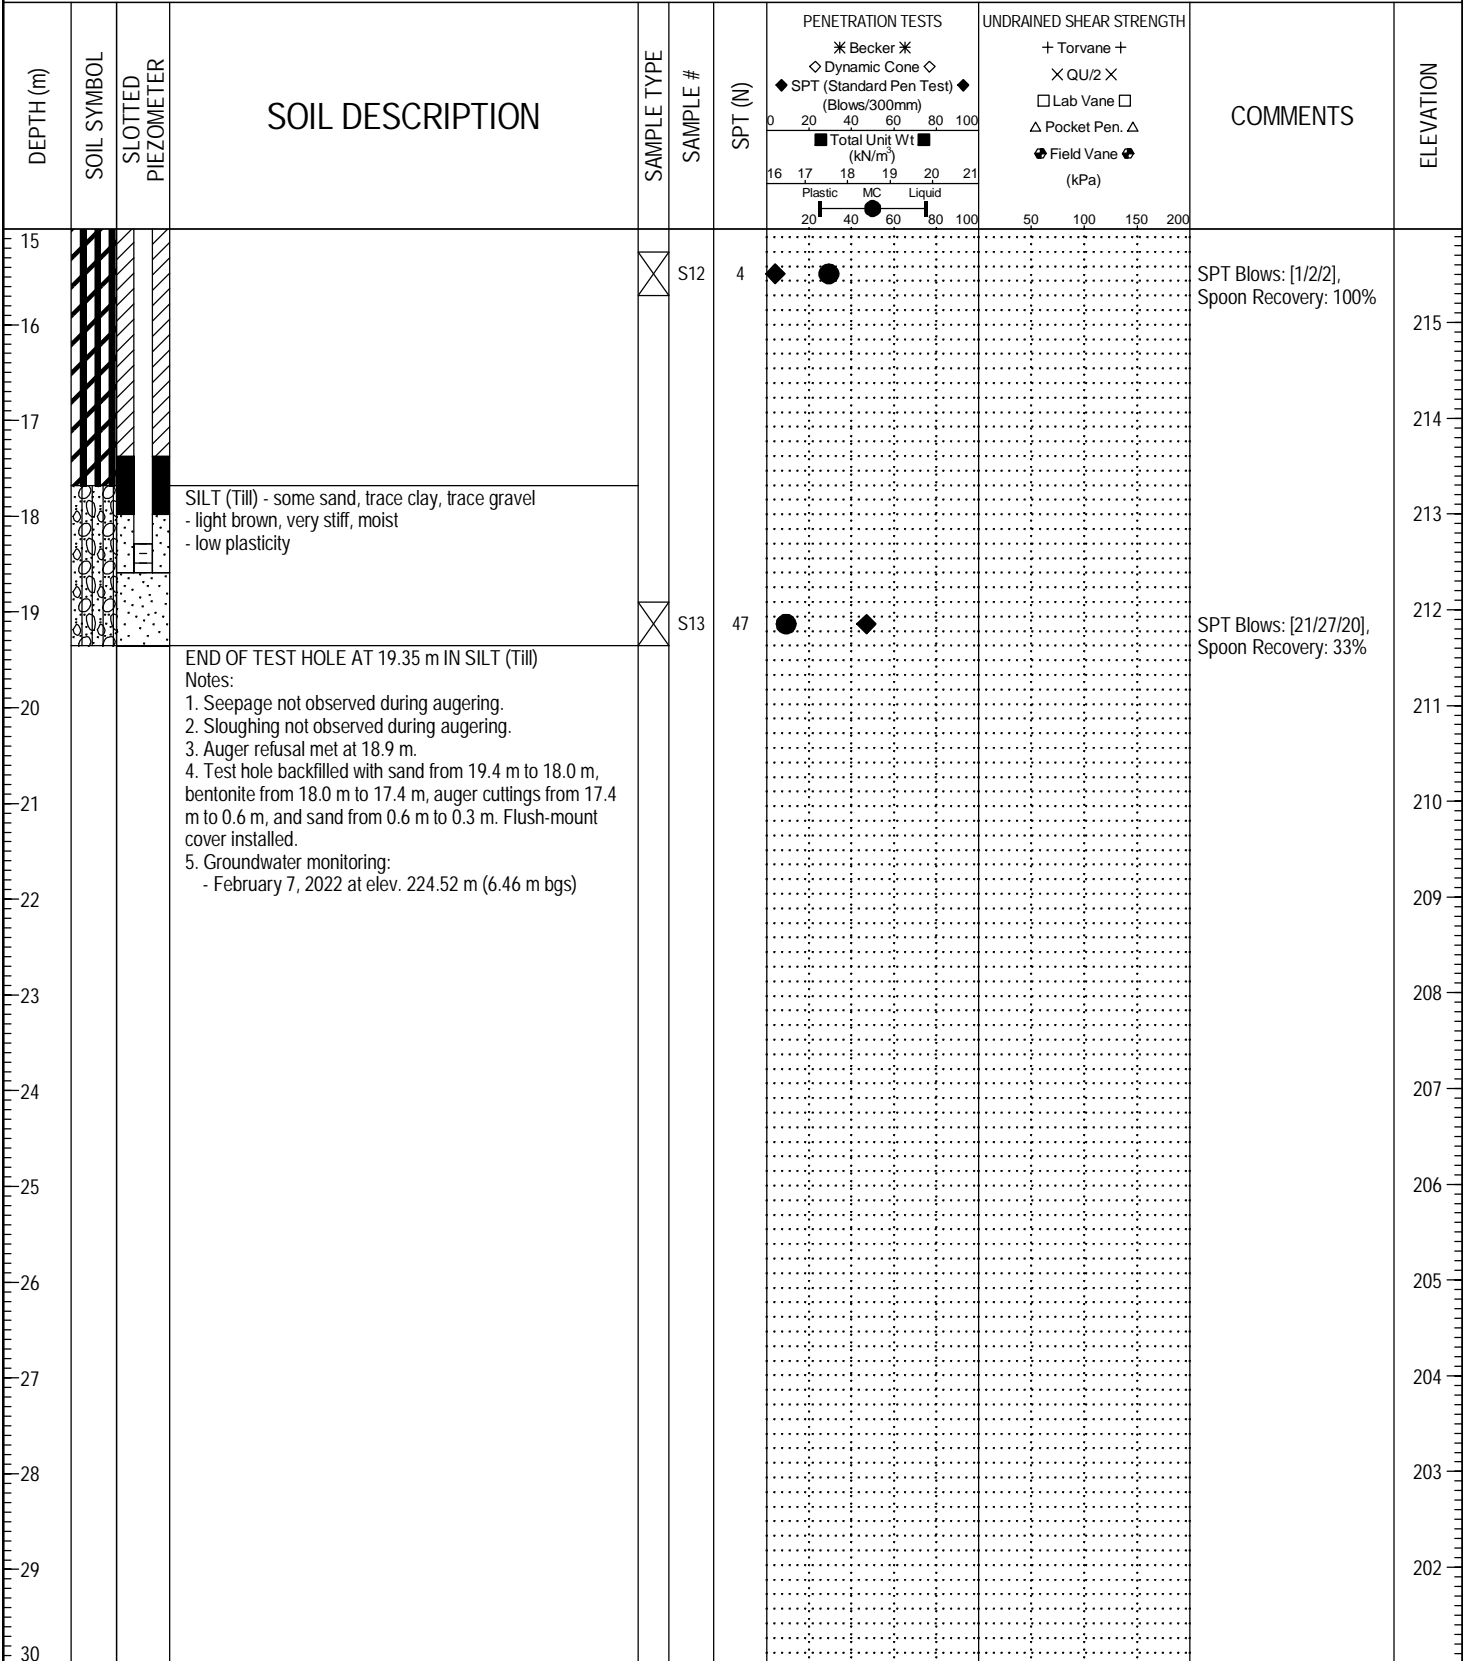 DEPTH (m)
SOIL SYMBOL
SLOTTED
PIEZOMETER
SOIL DESCRIPTION
SAMPLE TYPE
SAMPLE #
SPT (N)
PENETRATION TESTS
✳ Becker ✳
◇ Dynamic Cone ◇
◆ SPT (Standard Pen Test) ◆
(Blows/300mm)
0 20 40 60 80 100
■ Total Unit Wt ■
(kN/m³)
16 17 18 19 20 21
Plastic MC Liquid
20 40 60 80 100
UNDRAINED SHEAR STRENGTH
+ Torvane +
✕ QU/2 ✕
□ Lab Vane □
△ Pocket Pen. △
Field Vane
(kPa)
50 100 150 200
COMMENTS
ELEVATION
15
S12 4
SPT Blows: [1/2/2],
Spoon Recovery: 100%
16
215
17
214
SILT (Till) - some sand, trace clay, trace gravel
- light brown, very stiff, moist
- low plasticity
18
213
19
212
S13 47
SPT Blows: [21/27/20],
Spoon Recovery: 33%
END OF TEST HOLE AT 19.35 m IN SILT (Till)
Notes:
1. Seepage not observed during augering.
2. Sloughing not observed during augering.
3. Auger refusal met at 18.9 m.
4. Test hole backfilled with sand from 19.4 m to 18.0 m,
bentonite from 18.0 m to 17.4 m, auger cuttings from 17.4
m to 0.6 m, and sand from 0.6 m to 0.3 m. Flush-mount
cover installed.
5. Groundwater monitoring:
- February 7, 2022 at elev. 224.52 m (6.46 m bgs)
20
211
21
210
22
209
23
208
24
207
25
206
26
205
27
204
28
203
29
202
30